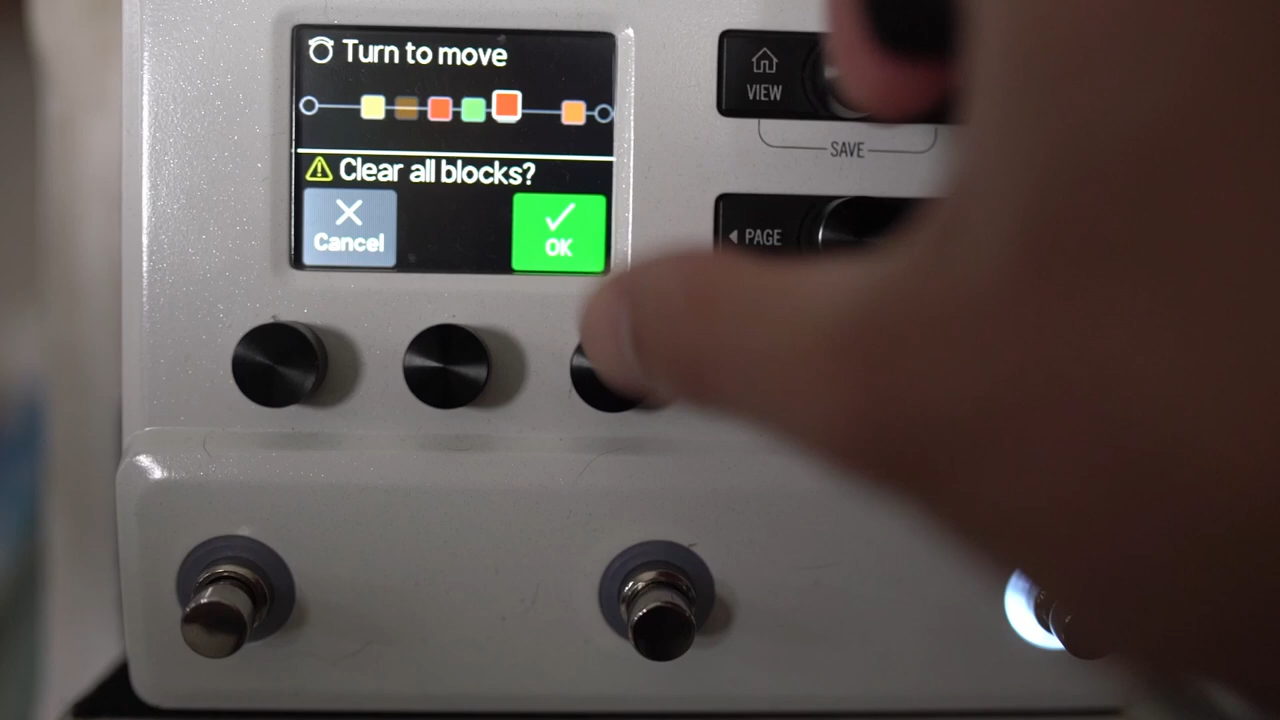 Turn to move
Clear all blocks?
Cancel
OK
VIEW
SAVE
PAGE